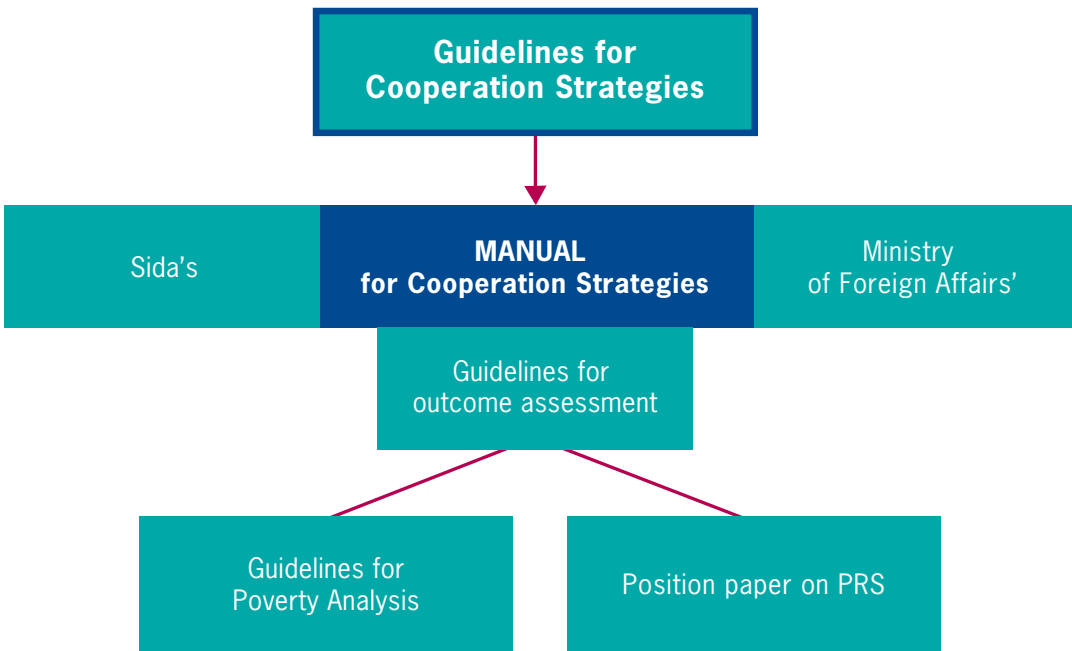 Guidelines for
Cooperation Strategies
Sida's
MANUAL
for Cooperation Strategies
Ministry
of Foreign Affairs'
Guidelines for
outcome assessment
Guidelines for
Poverty Analysis
Position paper on PRS